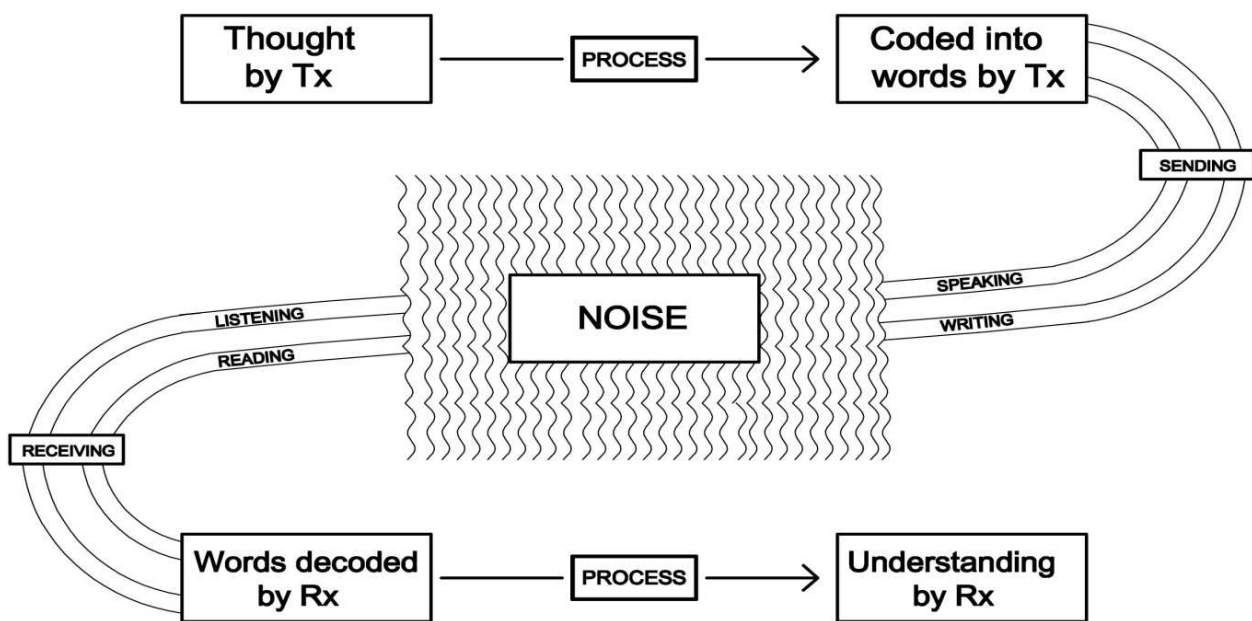 Thought
by Tx
PROCESS
Coded into
words by Tx
SENDING
SPEAKING
WRITING
NOISE
LISTENING
READING
RECEIVING
Words decoded
by Rx
PROCESS
Understanding
by Rx